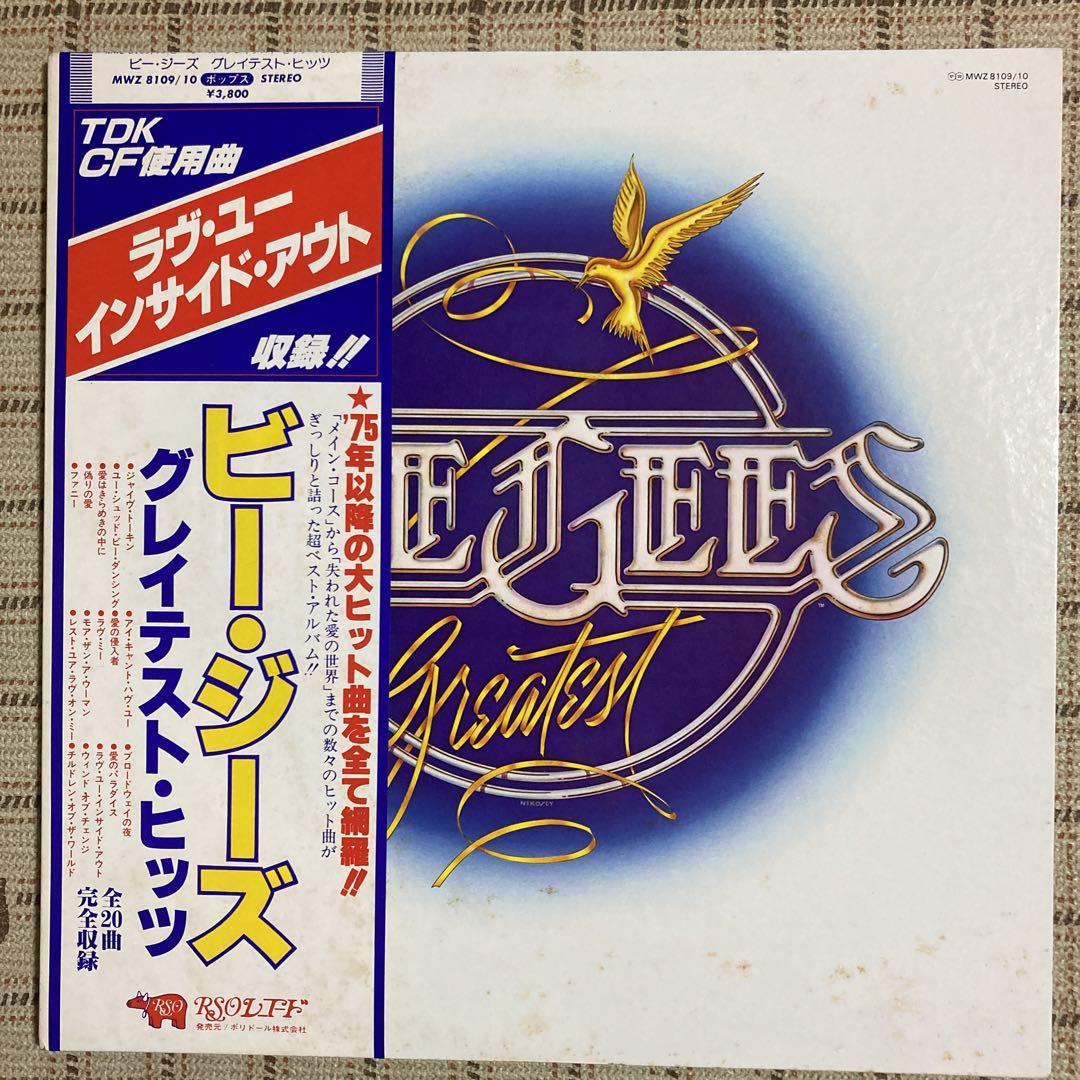 ビー・ジーズ グレイテスト・ヒッツ
MWZ 8109/10 ポップス STEREO
¥3,800
TDK
CF使用曲
ラヴ・ユー
インサイド・アウト
収録!!
★'75年以降の大ヒット曲を全て網羅!!
「メイン・コース」から「失われた愛の世界」までの数々のヒット曲が
ぎっしりと詰った超ベスト・アルバム!!
ビー・ジーズ
グレイテスト・ヒッツ
●ジャイヴ・トーキン
●ユー・シュッド・ビー・ダンシング
●愛はきらめきの中に
●偽りの愛
●ファニー
●アイ・キャント・ハヴ・ユー
●愛の侵入者
●ラヴ・ミー
●モア・ザン・ア・ウーマン
●レスト・ユア・ラヴ・オン・ミー
●ブロードウェイの夜
●愛のパラダイス
●ラヴ・ユー・インサイド・アウト
●ウィンド・オブ・チェンジ
●チルドレン・オブ・ザ・ワールド
全20曲
完全収録
RSO RSOレコード
発売元/ポリドール株式会社
MWZ 8109/10
STEREO
EE GEES
TM
Greatest